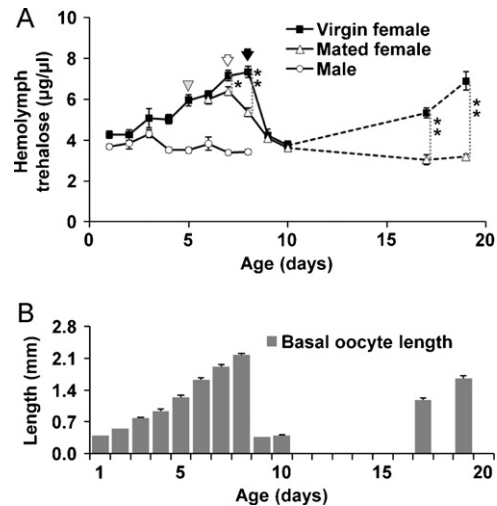 A
Hemolymph
trehalose (µg/µl)
10
8
6
4
2
0
Virgin female
Mated female
Male
*
**
**
**
0
5
10
15
20
Age (days)
B
Length (mm)
2.8
2.1
1.4
0.7
0.0
Basal oocyte length
1
5
10
15
20
Age (days)